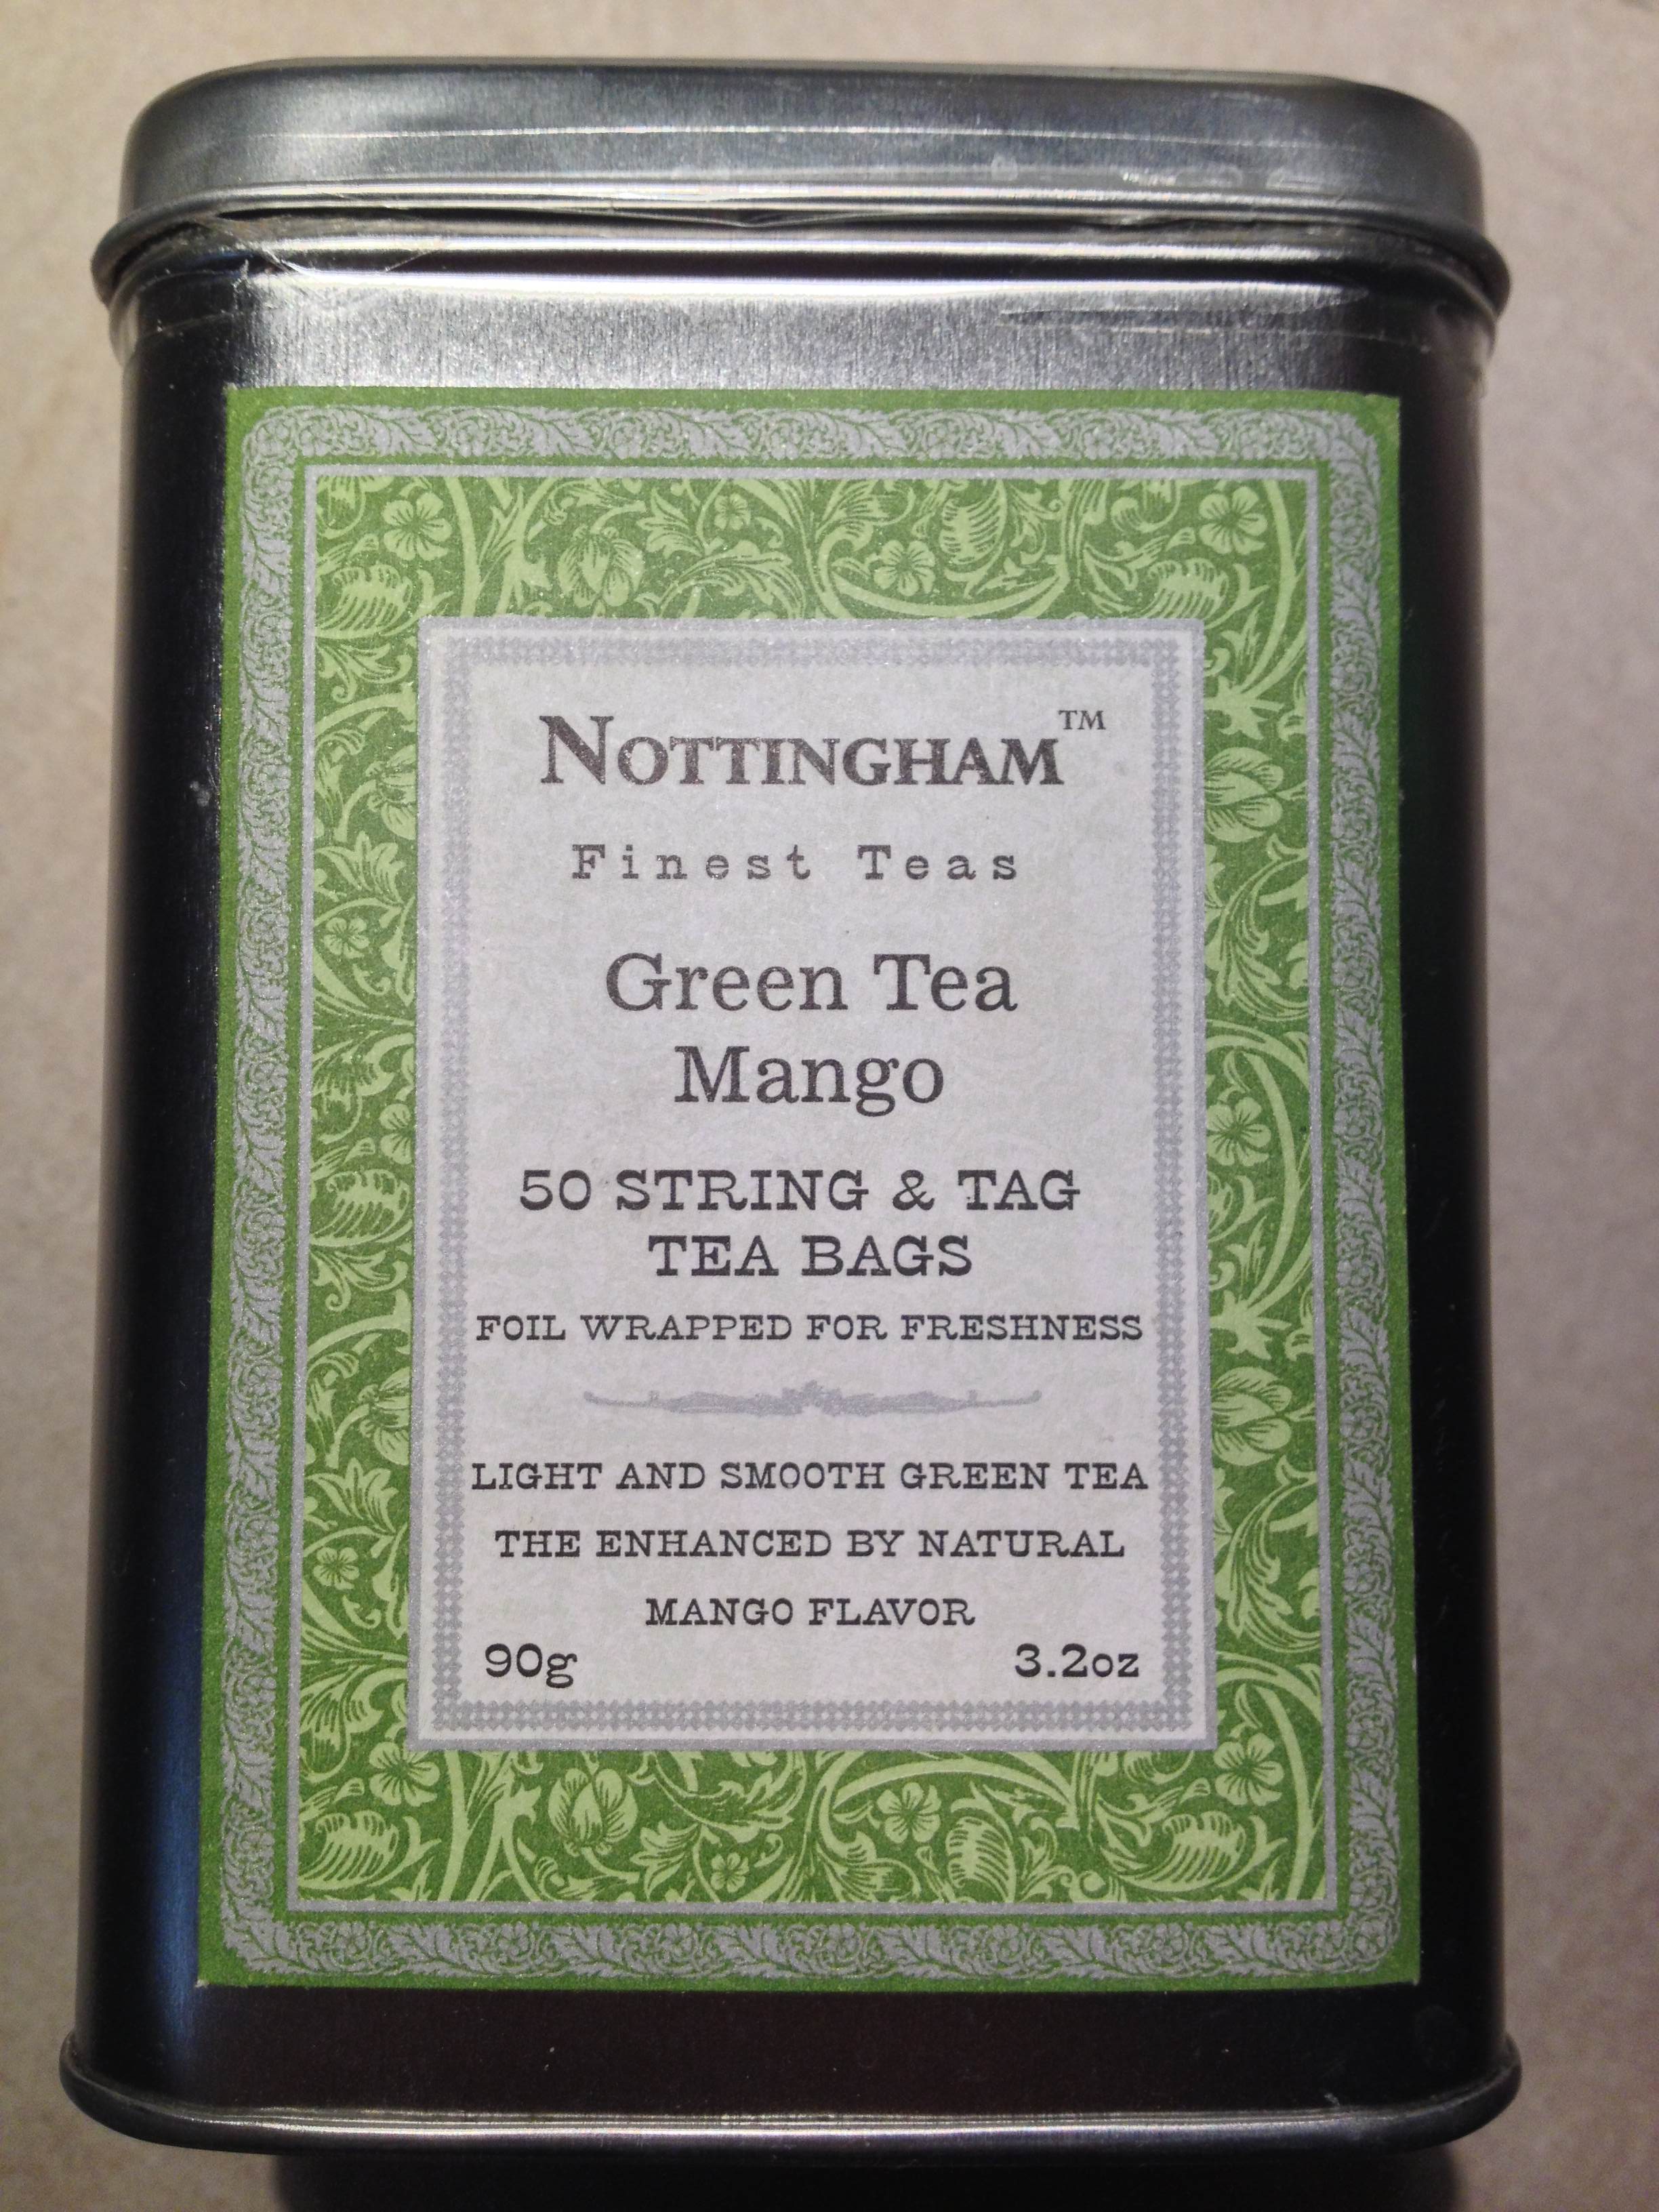 NOTTINGHAM™
Finest Teas
Green Tea
Mango
50 STRING & TAG
TEA BAGS
FOIL WRAPPED FOR FRESHNESS
LIGHT AND SMOOTH GREEN TEA
THE ENHANCED BY NATURAL
MANGO FLAVOR
90g 3.2oz